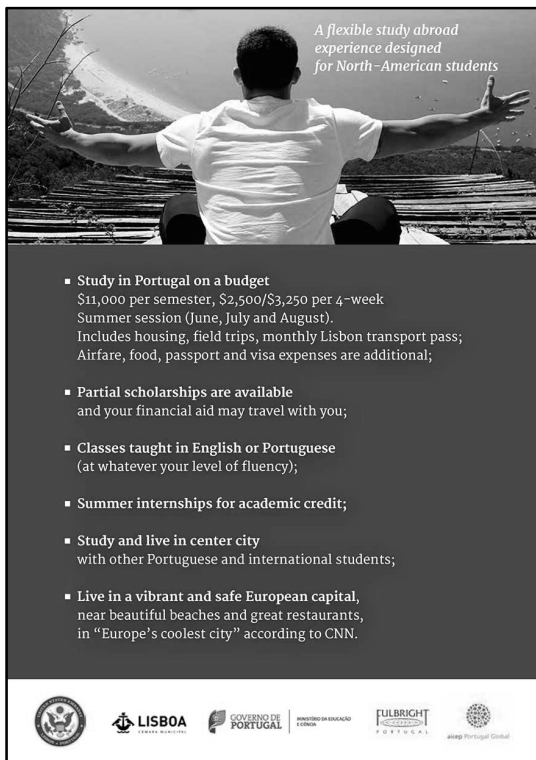 A flexible study abroad
experience designed
for North-American students
Study in Portugal on a budget
$11,000 per semester, $2,500/$3,250 per 4-week
Summer session (June, July and August).
Includes housing, field trips, monthly Lisbon transport pass;
Airfare, food, passport and visa expenses are additional;
Partial scholarships are available
and your financial aid may travel with you;
Classes taught in English or Portuguese
(at whatever your level of fluency);
Summer internships for academic credit;
Study and live in center city
with other Portuguese and international students;
Live in a vibrant and safe European capital,
near beautiful beaches and great restaurants,
in “Europe’s coolest city” according to CNN.
LISBOA
CÂMARA MUNICIPAL
GOVERNO DE
PORTUGAL
MINISTÉRIO DA EDUCAÇÃO
E CIÊNCIA
FULBRIGHT
PORTUGAL
aicep Portugal Global